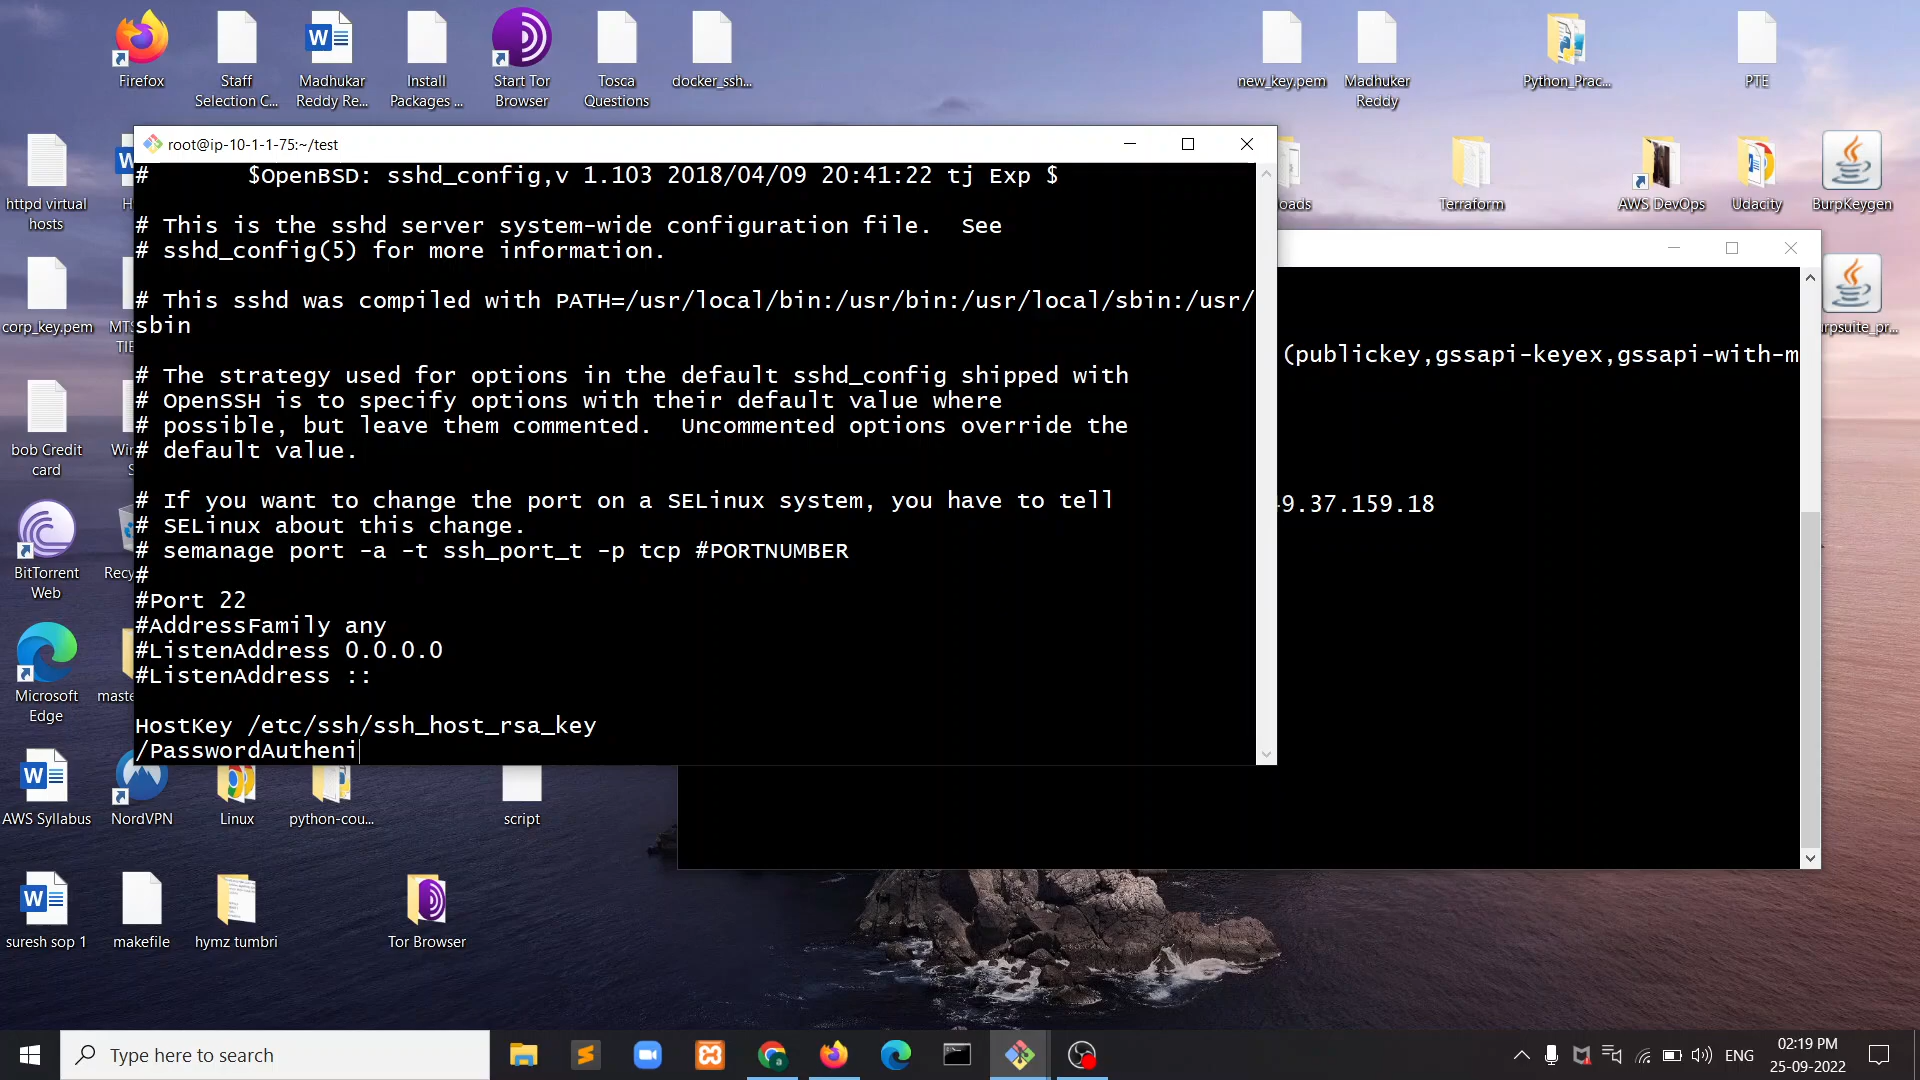 Firefox
Staff
Selection C...
Madhukar
Reddy Re...
Install
Packages ...
Start Tor
Browser
Tosca
Questions
docker_ssh...
new_key.pem
Madhuker
Reddy
Python_Prac...
PTE
httpd virtual
hosts
root@ip-10-1-1-75:~/test
#       $OpenBSD: sshd_config,v 1.103 2018/04/09 20:41:22 tj Exp $
# This is the sshd server system-wide configuration file.  See
# sshd_config(5) for more information.
# This sshd was compiled with PATH=/usr/local/bin:/usr/bin:/usr/local/sbin:/usr/
sbin
# The strategy used for options in the default sshd_config shipped with
# OpenSSH is to specify options with their default value where
# possible, but leave them commented.  Uncommented options override the
# default value.
# If you want to change the port on a SELinux system, you have to tell
# SELinux about this change.
# semanage port -a -t ssh_port_t -p tcp #PORTNUMBER
#
#Port 22
#AddressFamily any
#ListenAddress 0.0.0.0
#ListenAddress ::
HostKey /etc/ssh/ssh_host_rsa_key
/PasswordAutheni
oads
Terraform
AWS DevOps
Udacity
BurpKeygen
rpsuite_pr...
(publickey,gssapi-keyex,gssapi-with-m
9.37.159.18
corp_key.pem
MTS
TIE
bob Credit
card
Win
S
BitTorrent
Web
Recy
Microsoft
Edge
maste
AWS Syllabus
NordVPN
Linux
python-cou...
script
suresh sop 1
makefile
hymz tumbri
Tor Browser
Type here to search
ENG
02:19 PM
25-09-2022